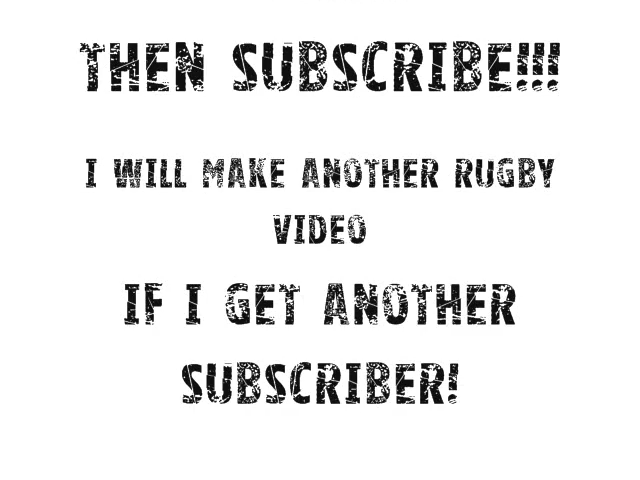 THEN SUBSCRIBE!!!
I WILL MAKE ANOTHER RUGBY
VIDEO
IF I GET ANOTHER
SUBSCRIBER!